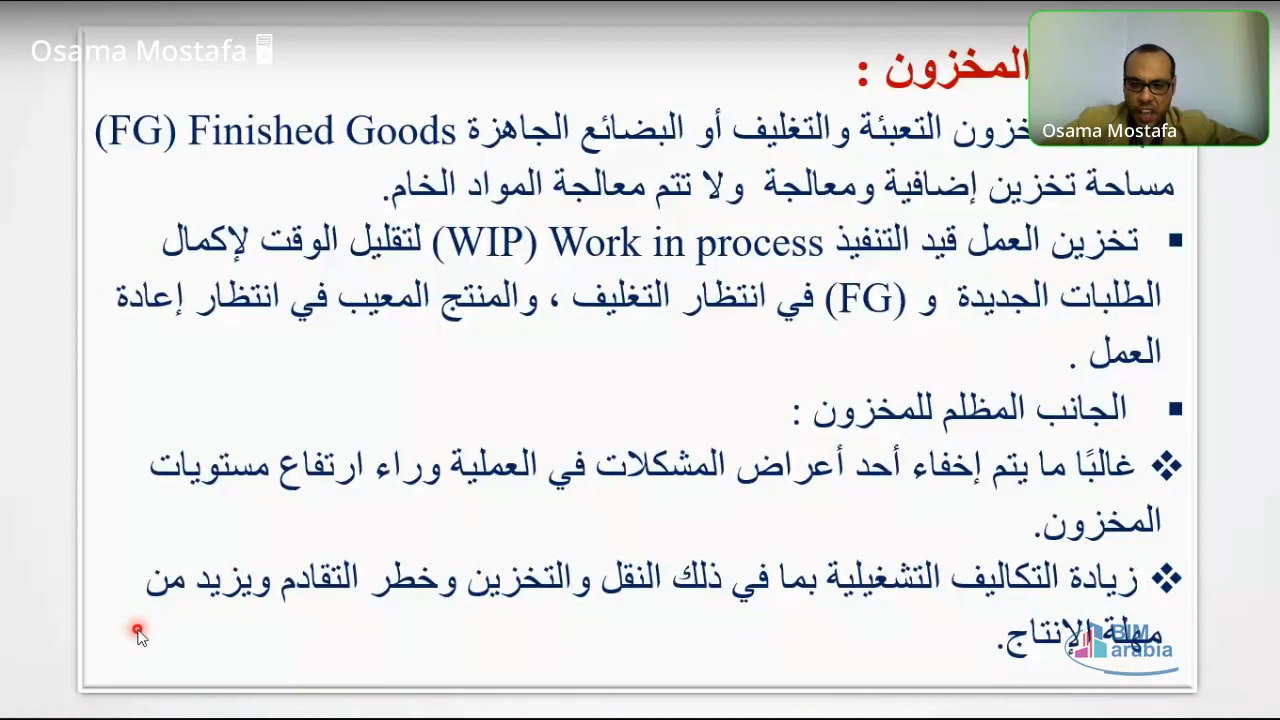 Osama Mostafa
المخزون :
Osama Mostafa
التعبئة والتغليف أو البضائع الجاهزة Finished Goods (FG)
مساحة تخزين إضافية ومعالجة ولا تتم معالجة المواد الخام.
▪ تخزين العمل قيد التنفيذ Work in process (WIP) لتقليل الوقت لإكمال
الطلبات الجديدة و (FG) في انتظار التغليف ، والمنتج المعيب في انتظار إعادة
العمل .
▪ الجانب المظلم للمخزون :
❖ غالبًا ما يتم إخفاء أحد أعراض المشكلات في العملية وراء ارتفاع مستويات
المخزون.
❖ زيادة التكاليف التشغيلية بما في ذلك النقل والتخزين وخطر التقادم ويزيد من
مهلة الإنتاج.
BIM
arabia